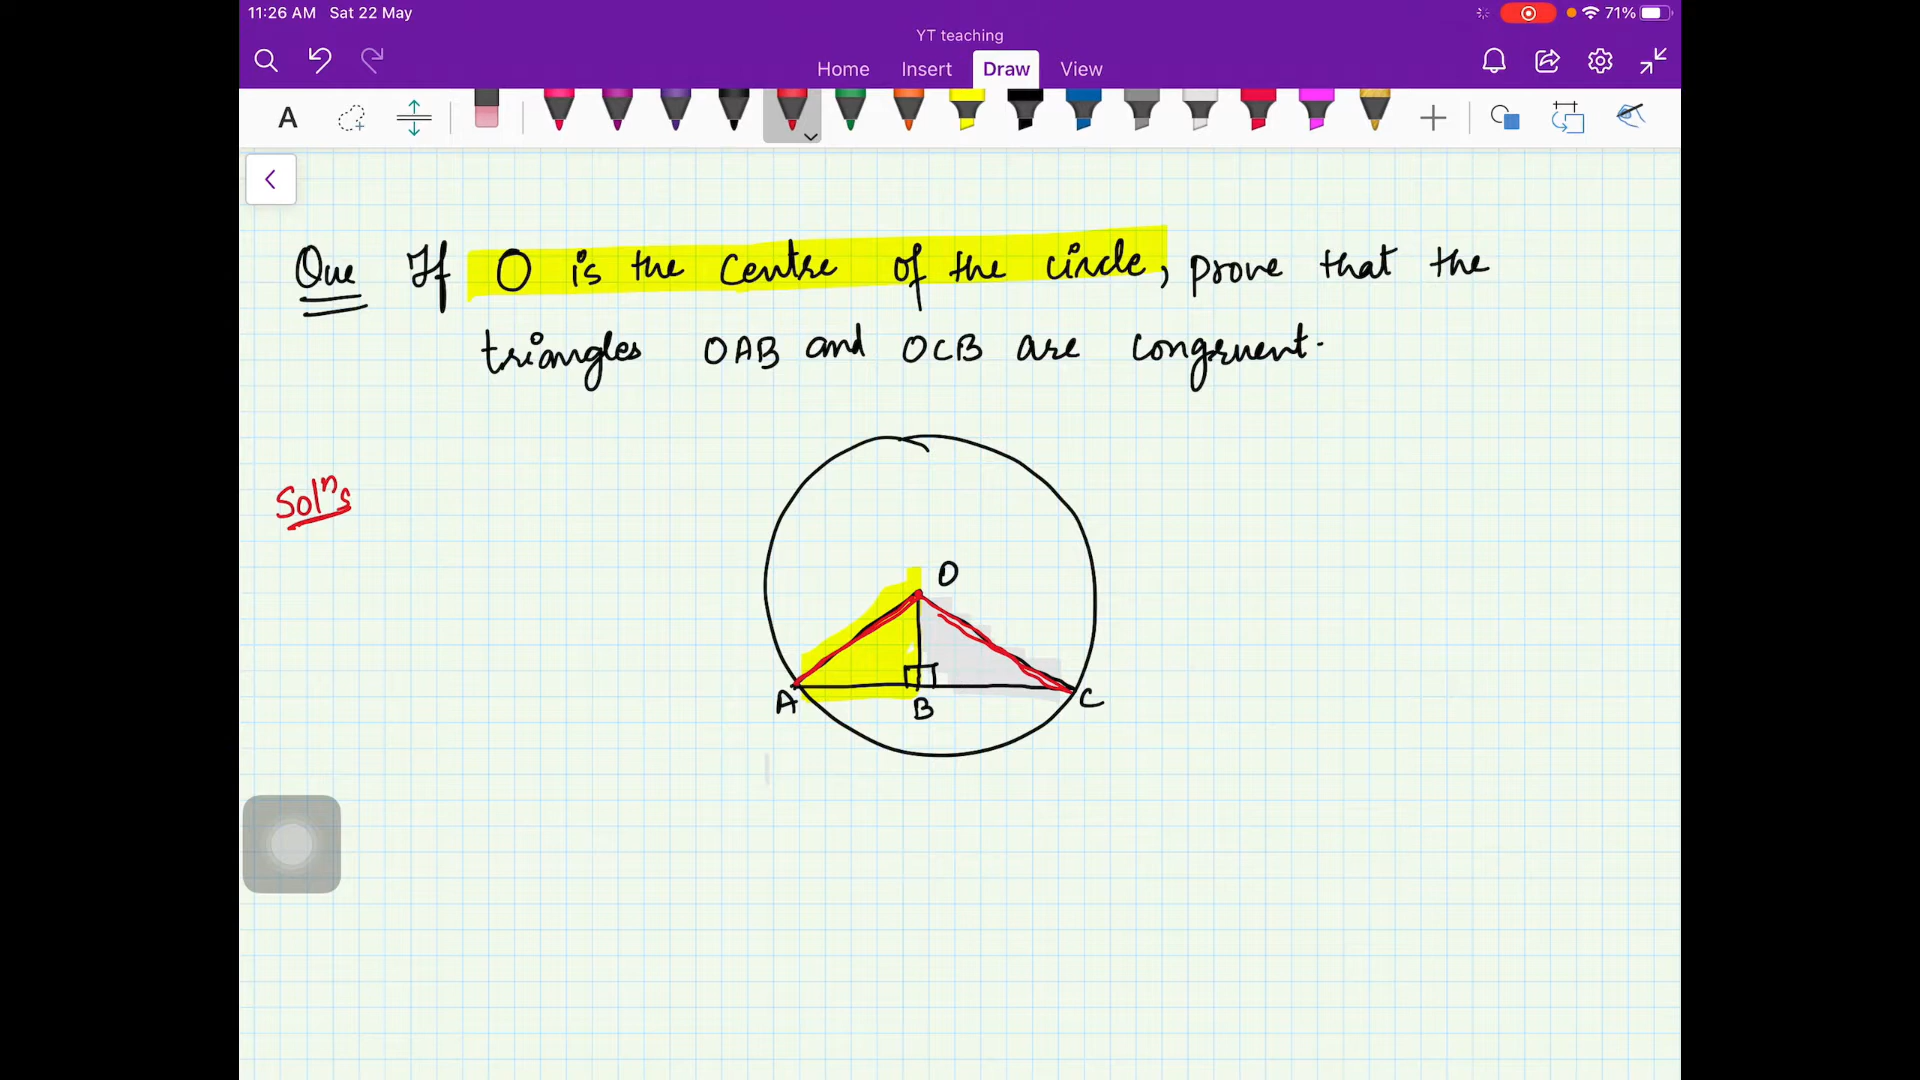 11:26 AM Sat 22 May
71%
YT teaching
Home Insert Draw View
A
Que If O is the Centre of the circle, prove that the
triangles OAB and OCB are congruent.
Solⁿs
O
A
B
C